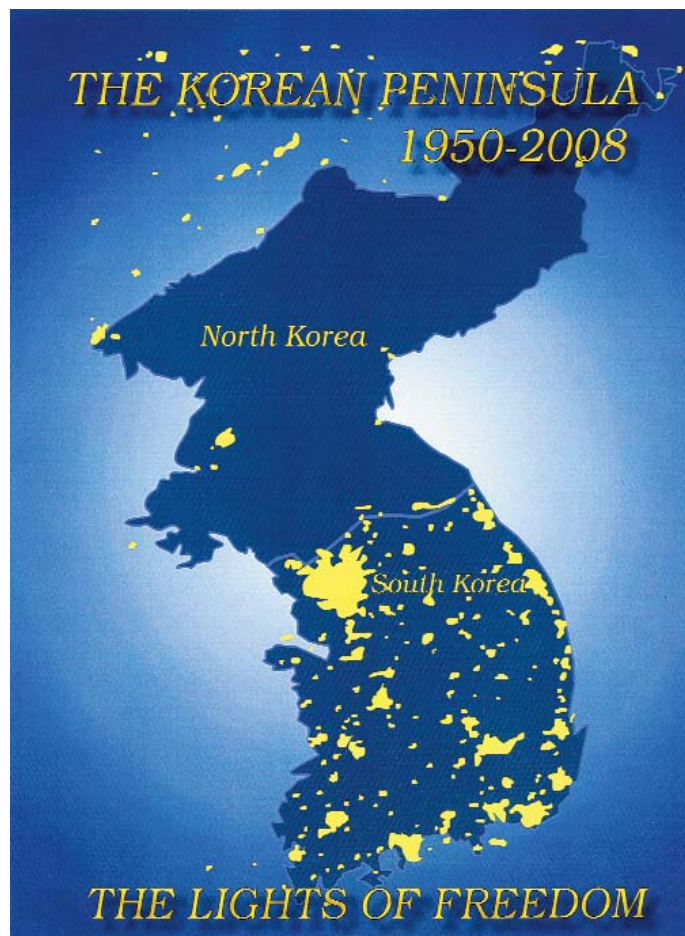 THE KOREAN PENINSULA
1950-2008
North Korea
South Korea
THE LIGHTS OF FREEDOM